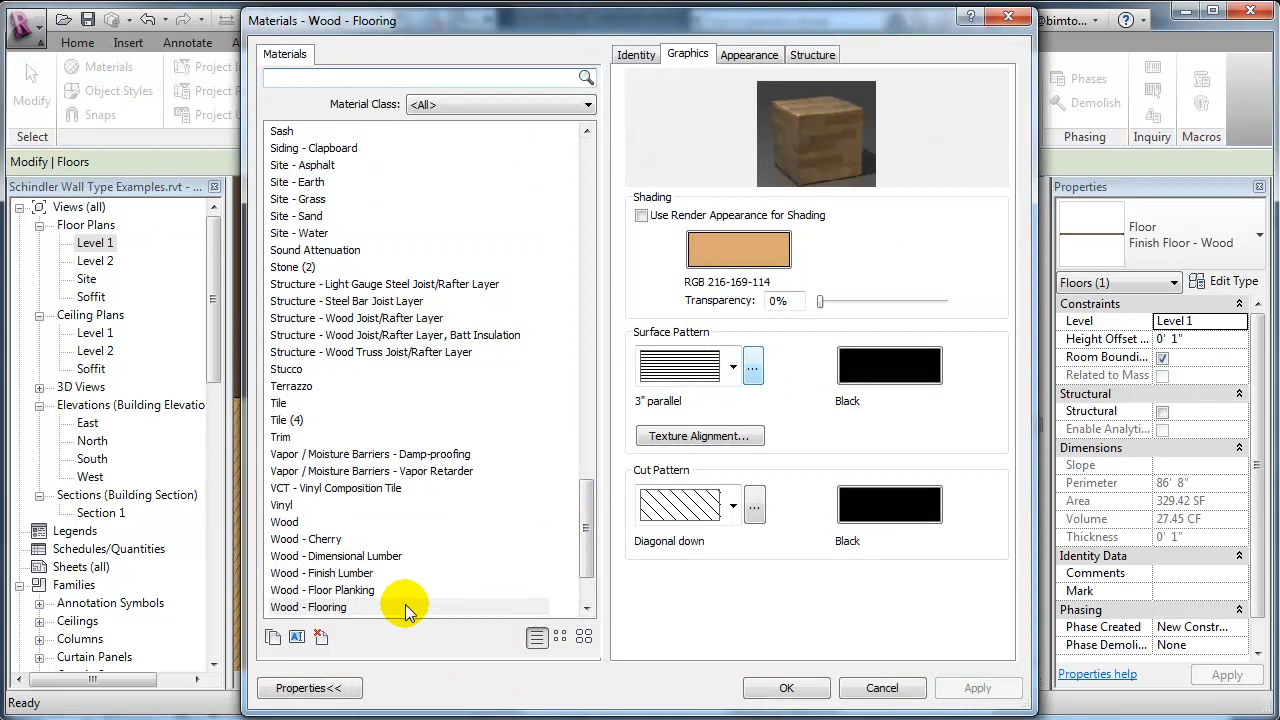 Materials - Wood - Flooring
@bimto...
Home Insert Annotate
Materials
Object Styles
Snaps
Project In
Project
Project U
Modify
Select
Phases
Demolish
Phasing
Inquiry
Macros
Modify | Floors
Schindler Wall Type Examples.rvt - ...
Views (all)
Floor Plans
Level 1
Level 2
Site
Soffit
Ceiling Plans
Level 1
Level 2
Soffit
3D Views
Elevations (Building Elevatio
East
North
South
West
Sections (Building Section)
Section 1
Legends
Schedules/Quantities
Sheets (all)
Families
Annotation Symbols
Ceilings
Columns
Curtain Panels
Ready
Materials
Material Class: <All>
Sash
Siding - Clapboard
Site - Asphalt
Site - Earth
Site - Grass
Site - Sand
Site - Water
Sound Attenuation
Stone (2)
Structure - Light Gauge Steel Joist/Rafter Layer
Structure - Steel Bar Joist Layer
Structure - Wood Joist/Rafter Layer
Structure - Wood Joist/Rafter Layer, Batt Insulation
Structure - Wood Truss Joist/Rafter Layer
Stucco
Terrazzo
Tile
Tile (4)
Trim
Vapor / Moisture Barriers - Damp-proofing
Vapor / Moisture Barriers - Vapor Retarder
VCT - Vinyl Composition Tile
Vinyl
Wood
Wood - Cherry
Wood - Dimensional Lumber
Wood - Finish Lumber
Wood - Floor Planking
Wood - Flooring
Properties<<
Identity Graphics Appearance Structure
Shading
Use Render Appearance for Shading
RGB 216-169-114
Transparency: 0%
Surface Pattern
...
3" parallel
Black
Texture Alignment...
Cut Pattern
...
Diagonal down
Black
OK Cancel Apply
Properties
Floor
Finish Floor - Wood
Floors (1)
Edit Type
Constraints
Level Level 1
Height Offset ... 0' 1"
Room Boundi...
Related to Mass
Structural
Structural
Enable Analyti...
Dimensions
Slope
Perimeter 86' 8"
Area 329.42 SF
Volume 27.45 CF
Thickness 0' 1"
Identity Data
Comments
Mark
Phasing
Phase Created New Constr...
Phase Demoli... None
Properties help
Apply